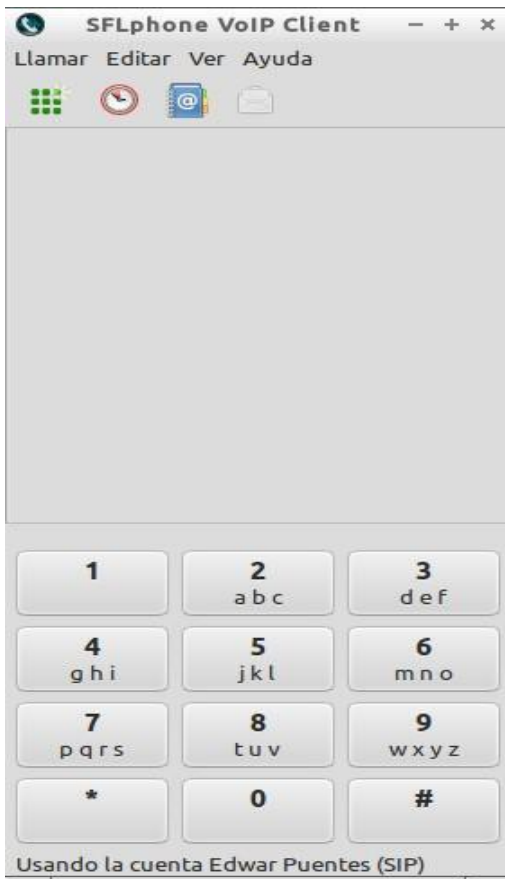 SFLphone VoIP Client
Llamar Editar Ver Ayuda
@
1 2 3
abc def
4 5 6
ghi jkl mno
7 8 9
pqrs tuv wxyz
* 0 #
Usando la cuenta Edwar Puentes (SIP)